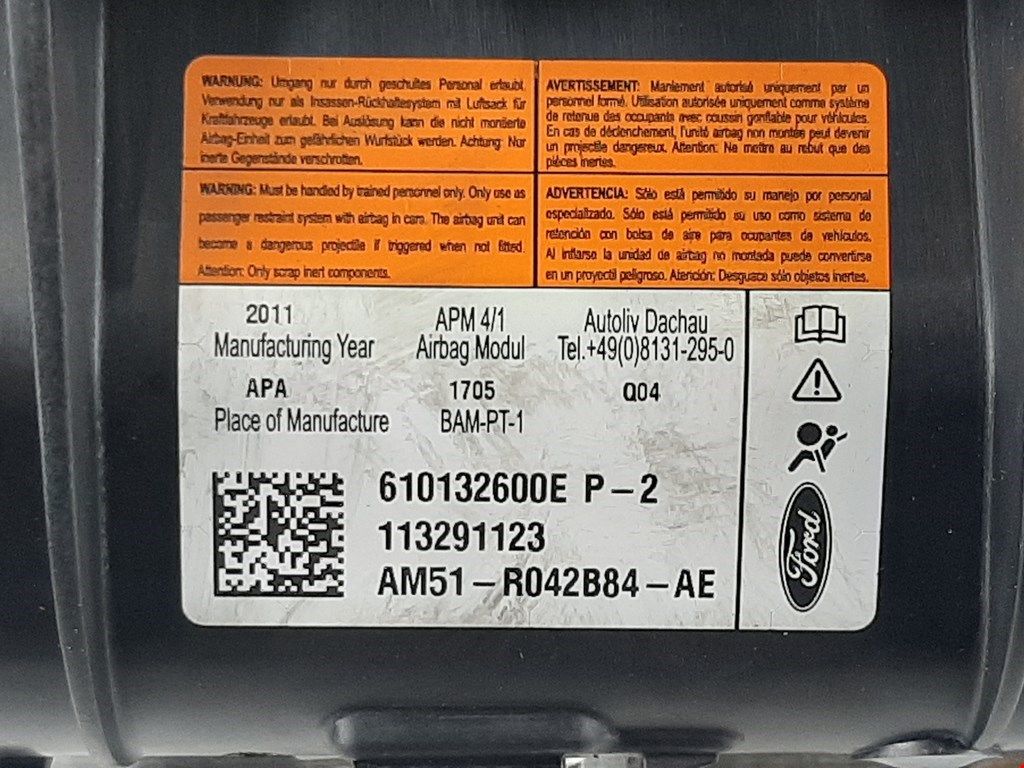 WARNUNG: Umgang nur durch geschultes Personal erlaubt.
Verwendung nur als Insassen-Rückhaltesystem mit Luftsack für
Kraftfahrzeuge erlaubt. Bei Auslösung kann die nicht montierte
Airbag-Einheit zum gefährlichen Wurfstück werden. Achtung: Nur
inerte Gegenstände verschrotten.
AVERTISSEMENT: Maniement autorisé uniquement par un
personnel formé. Utilisation autorisée uniquement comme système
de retenue des occupants avec coussin gonflable pour véhicules.
En cas de déclenchement, l'unité airbag non montée peut devenir
un projectile dangereux. Attention: Ne mettre au rebut que des
pièces inertes.
WARNING: Must be handled by trained personnel only. Only use as
passenger restraint system with airbag in cars. The airbag unit can
become a dangerous projectile if triggered when not fitted.
Attention: Only scrap inert components.
ADVERTENCIA: Sólo está permitido su manejo por personal
especializado. Sólo está permitido su uso como sistema de
retención con bolsa de aire para ocupantes de vehículos.
Al inflarse la unidad de airbag no montada puede convertirse
en un proyectil peligroso. Atención: Desguace sólo objetos inertes.
2011 APM 4/1 Autoliv Dachau
Manufacturing Year Airbag Modul Tel.+49(0)8131-295-0
APA 1705 Q04
Place of Manufacture BAM-PT-1
610132600E P-2
113291123
AM51-R042B84-AE
Ford